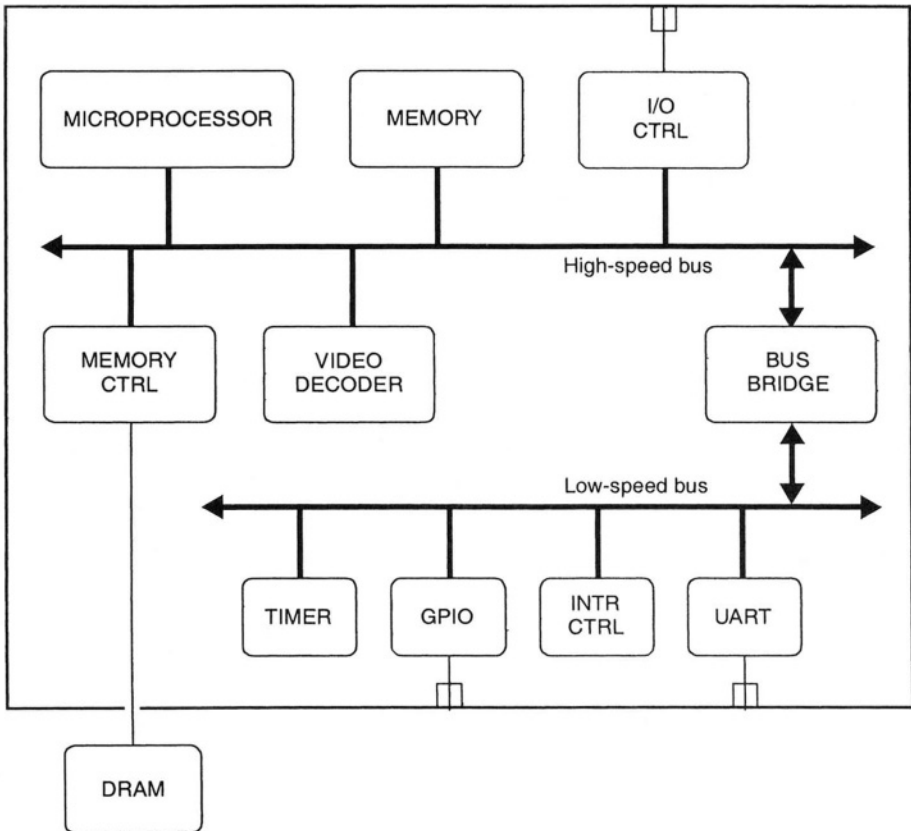 MICROPROCESSOR
MEMORY
I/O
CTRL
High-speed bus
MEMORY
CTRL
VIDEO
DECODER
BUS
BRIDGE
Low-speed bus
TIMER
GPIO
INTR
CTRL
UART
DRAM